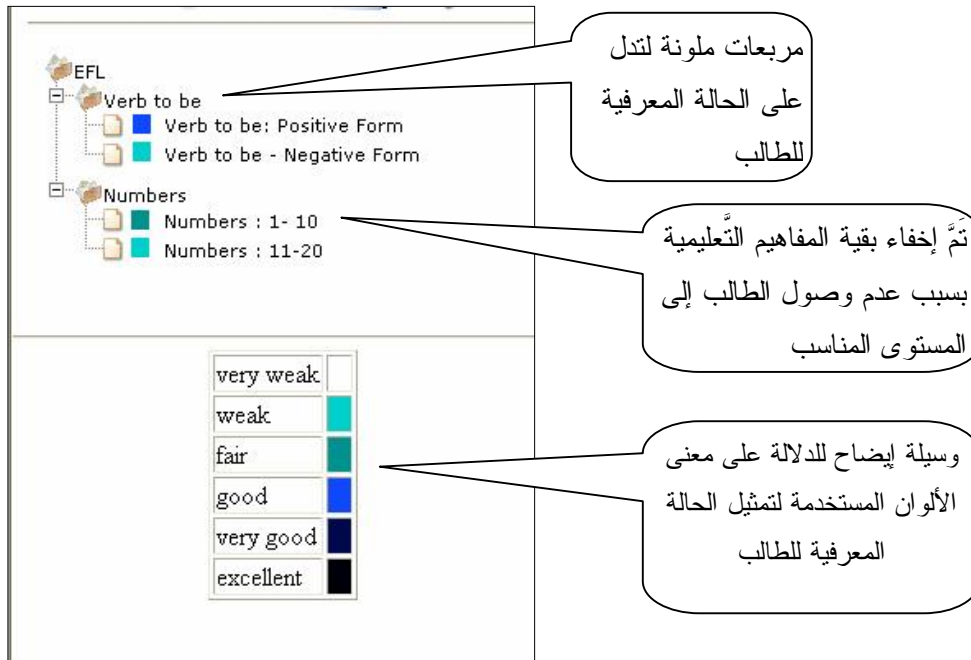 EFL
Verb to be
Verb to be: Positive Form
Verb to be - Negative Form
Numbers
Numbers : 1- 10
Numbers : 11-20
very weak
weak
fair
good
very good
excellent
مربعات ملونة لتدل
على الحالة المعرفية
للطالب
تَمَّ إخفاء بقية المفاهيم التَّعليمية
بسبب عدم وصول الطالب إلى
المستوى المناسب
وسيلة إيضاح للدلالة على معنى
الألوان المستخدمة لتمثيل الحالة
المعرفية للطالب